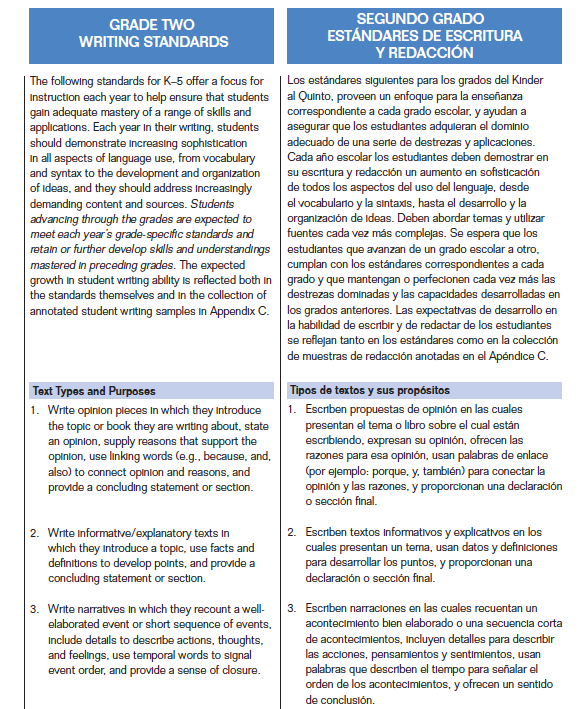 GRADE TWO
WRITING STANDARDS
The following standards for K–5 offer a focus for
instruction each year to help ensure that students
gain adequate mastery of a range of skills and
applications. Each year in their writing, students
should demonstrate increasing sophistication
in all aspects of language use, from vocabulary
and syntax to the development and organization
of ideas, and they should address increasingly
demanding content and sources. Students
advancing through the grades are expected to
meet each year's grade-specific standards and
retain or further develop skills and understandings
mastered in preceding grades. The expected
growth in student writing ability is reflected both in
the standards themselves and in the collection of
annotated student writing samples in Appendix C.
Text Types and Purposes
1. Write opinion pieces in which they introduce
the topic or book they are writing about, state
an opinion, supply reasons that support the
opinion, use linking words (e.g., because, and,
also) to connect opinion and reasons, and
provide a concluding statement or section.
2. Write informative/explanatory texts in
which they introduce a topic, use facts and
definitions to develop points, and provide a
concluding statement or section.
3. Write narratives in which they recount a well-
elaborated event or short sequence of events,
include details to describe actions, thoughts,
and feelings, use temporal words to signal
event order, and provide a sense of closure.
SEGUNDO GRADO
ESTÁNDARES DE ESCRITURA
Y REDACCIÓN
Los estándares siguientes para los grados del Kinder
al Quinto, proveen un enfoque para la enseñanza
correspondiente a cada grado escolar, y ayudan a
asegurar que los estudiantes adquieran el dominio
adecuado de una serie de destrezas y aplicaciones.
Cada año escolar los estudiantes deben demostrar en
su escritura y redacción un aumento en sofisticación
de todos los aspectos del uso del lenguaje, desde
el vocabulario y la sintaxis, hasta el desarrollo y la
organización de ideas. Deben abordar temas y utilizar
fuentes cada vez más complejas. Se espera que los
estudiantes que avanzan de un grado escolar a otro,
cumplan con los estándares correspondientes a cada
grado y que mantengan o perfecionen cada vez más las
destrezas dominadas y las capacidades desarrolladas en
los grados anteriores. Las expectativas de desarrollo en
la habilidad de escribir y de redactar de los estudiantes
se reflejan tanto en los estándares como en la colección
de muestras de redacción anotadas en el Apéndice C.
Tipos de textos y sus propósitos
1. Escriben propuestas de opinión en las cuales
presentan el tema o libro sobre el cual están
escribiendo, expresan su opinión, ofrecen las
razones para esa opinión, usan palabras de enlace
(por ejemplo: porque, y, también) para conectar la
opinión y las razones, y proporcionan una declaración
o sección final.
2. Escriben textos informativos y explicativos en los
cuales presentan un tema, usan datos y definiciones
para desarrollar los puntos, y proporcionan una
declaración o sección final.
3. Escriben narraciones en las cuales recuentan un
acontecimiento bien elaborado o una secuencia corta
de acontecimientos, incluyen detalles para describir
las acciones, pensamientos y sentimientos, usan
palabras que describen el tiempo para señalar el
orden de los acontecimientos, y ofrecen un sentido
de conclusión.